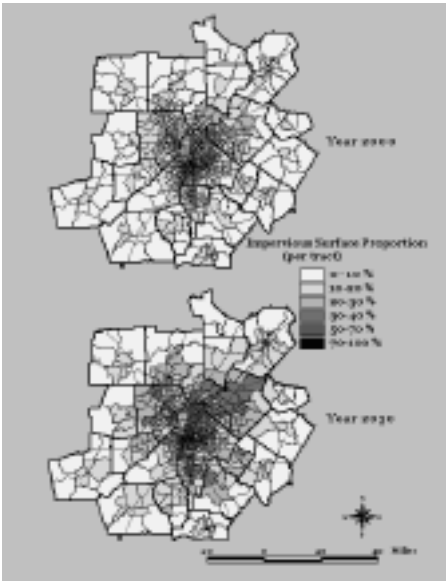 Year 2000
Impervious Surface Proportion
(per tract)
0-10 %
10-20 %
20-30 %
30-40 %
50-70 %
70-100 %
Year 2030
0
Miles